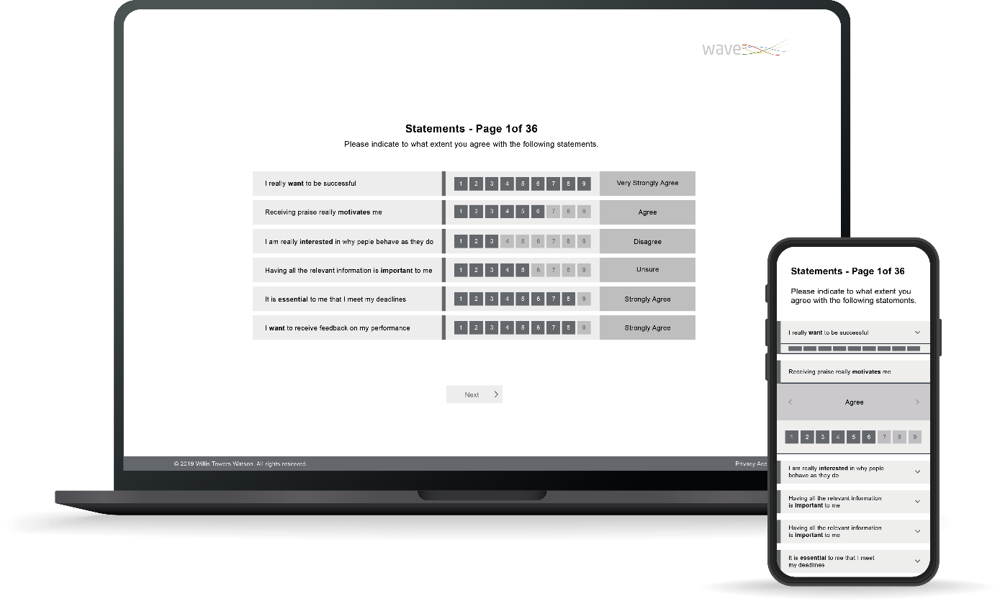 wave
Statements - Page 1of 36
Please indicate to what extent you agree with the following statements.
I really want to be successful 1 2 3 4 5 6 7 8 9 Very Strongly Agree
Receiving praise really motivates me 1 2 3 4 5 6 7 8 9 Agree
I am really interested in why peple behave as they do 1 2 3 4 5 6 7 8 9 Disagree
Having all the relevant information is important to me 1 2 3 4 5 6 7 8 9 Unsure
It is essential to me that I meet my deadlines 1 2 3 4 5 6 7 8 9 Strongly Agree
I want to receive feedback on my performance 1 2 3 4 5 6 7 8 9 Strongly Agree
Next
© 2019 Willis Towers Watson. All rights reserved. Privacy Acc
Statements - Page 1of 36
Please indicate to what extent you
agree with the following statements.
I really want to be successful
Receiving praise really motivates me
Agree
1 2 3 4 5 6 7 8 9
I am really interested in why peple
behave as they do
Having all the relevant information
is important to me
Having all the relevant information
is important to me
It is essential to me that I meet
my deadlines